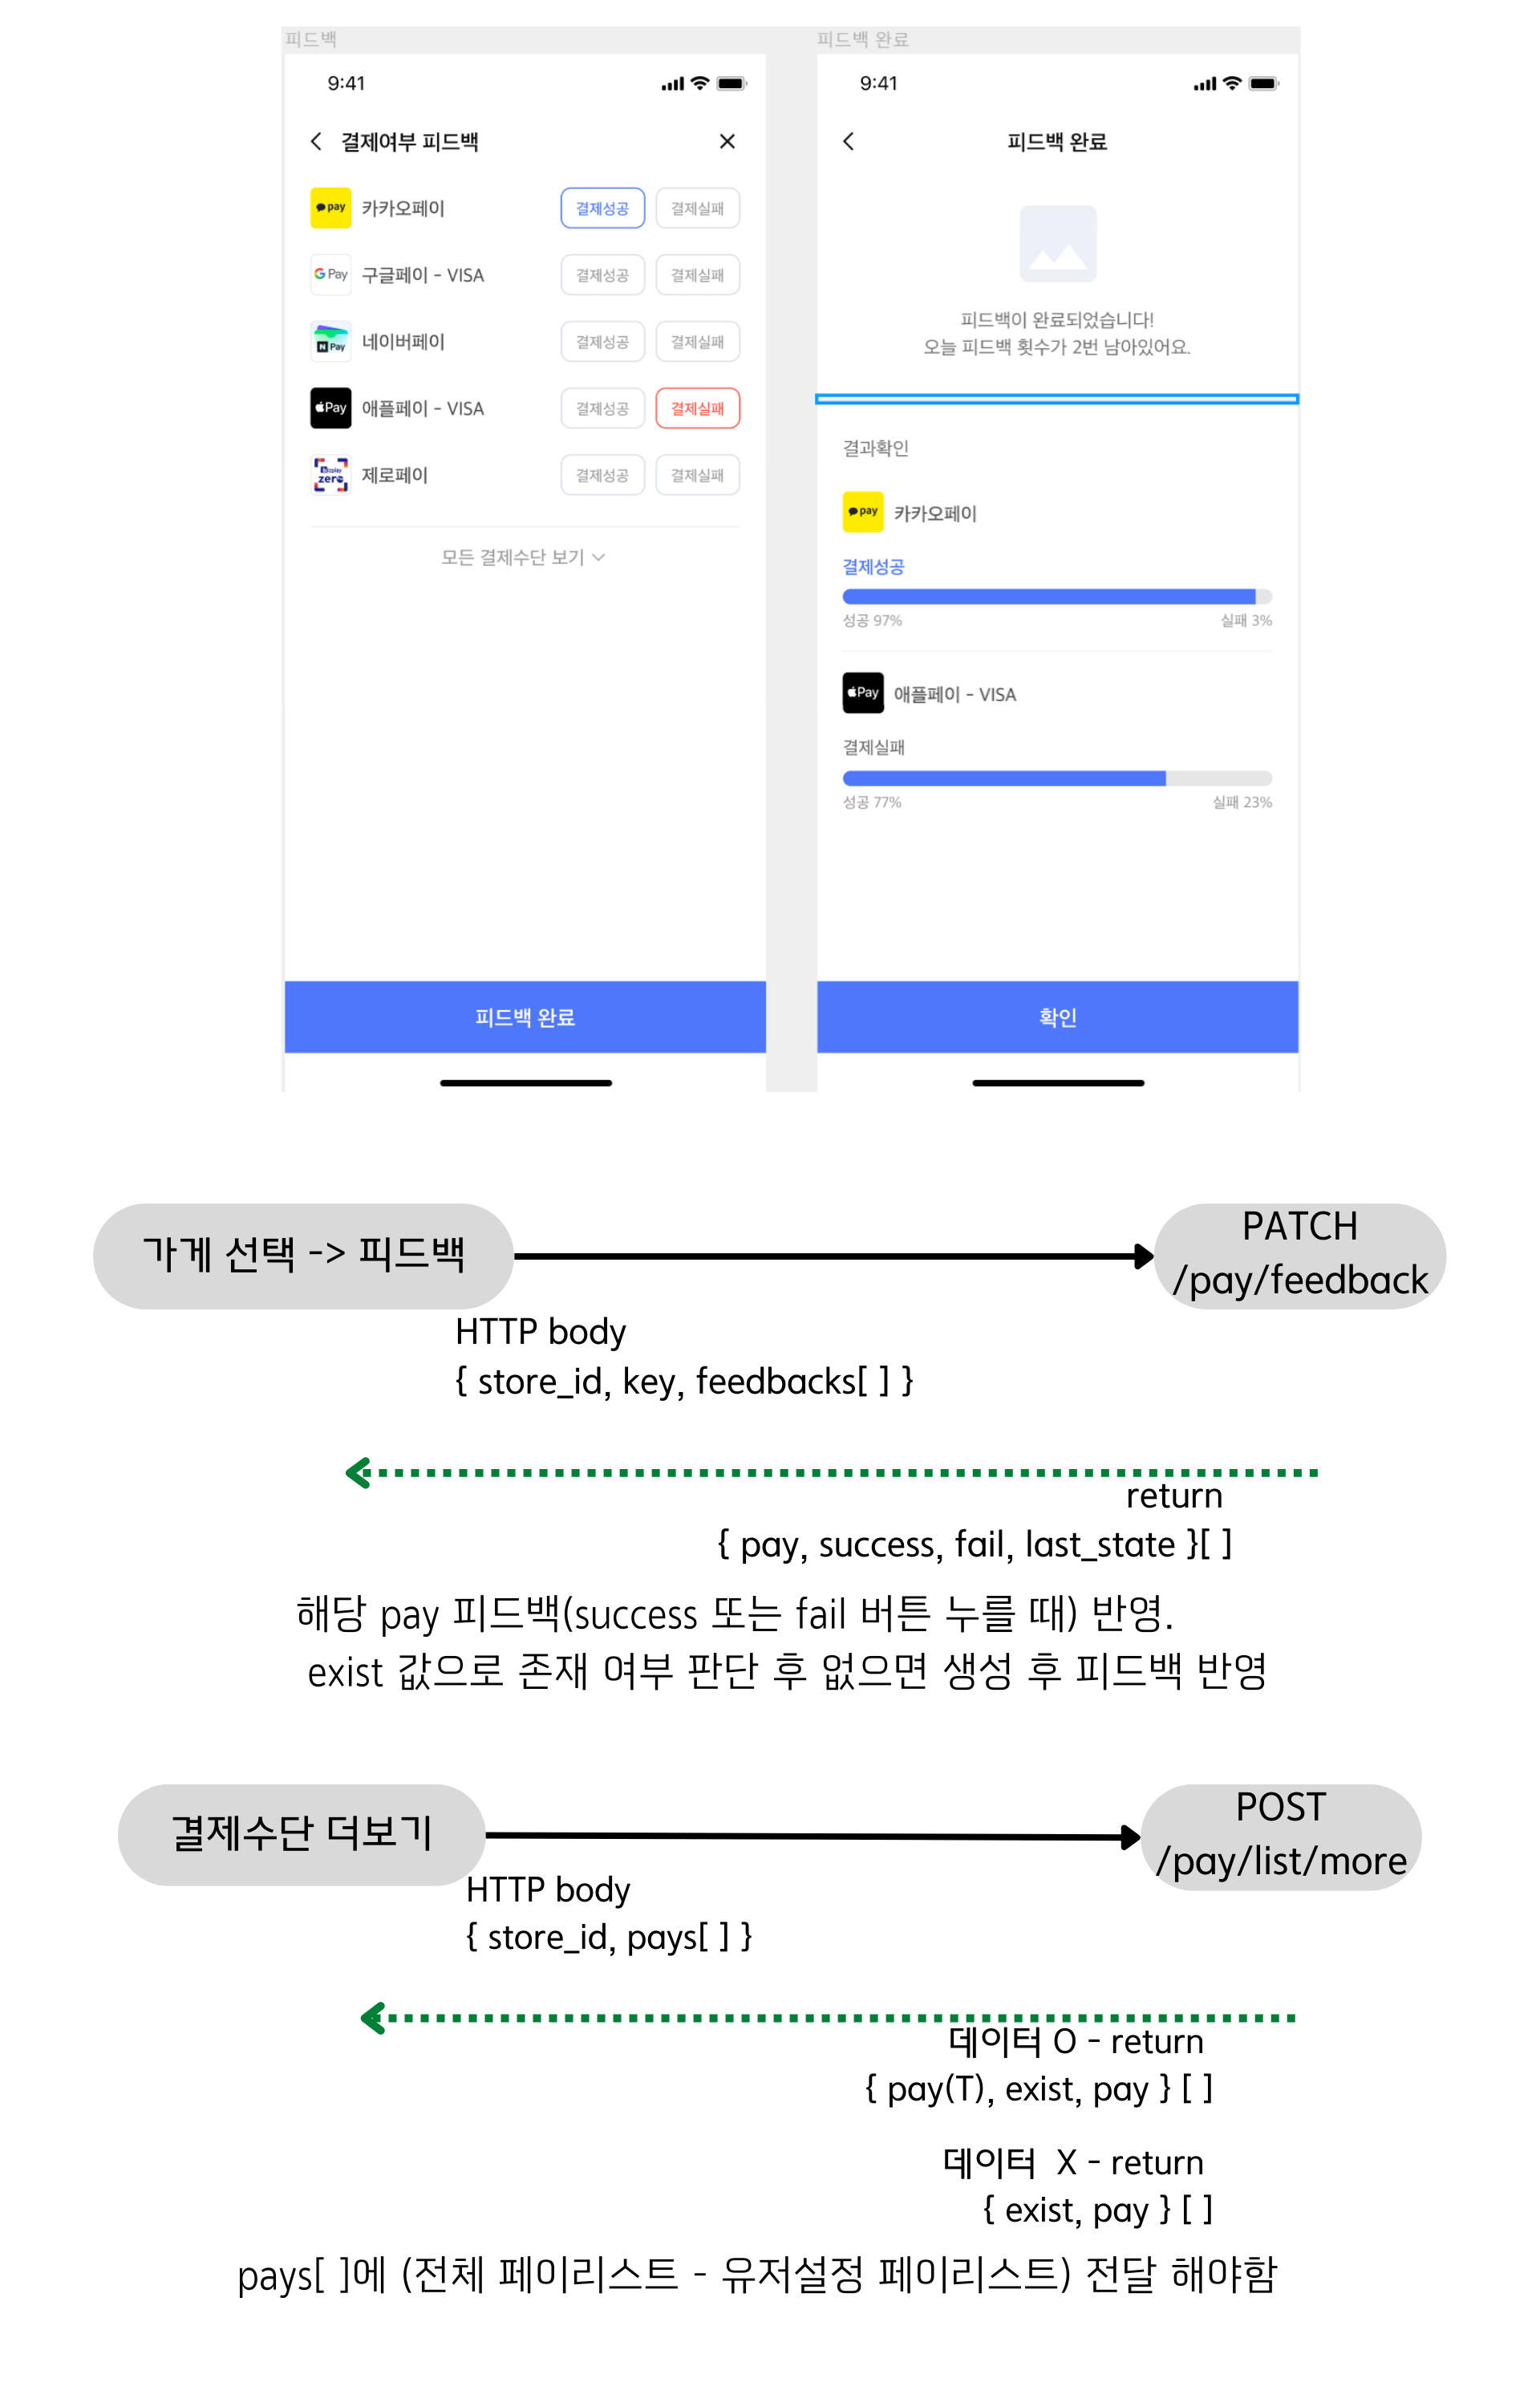 피드백
9:41
결제여부 피드백
pay 카카오페이 결제성공 결제실패
G Pay 구글페이 - VISA 결제성공 결제실패
N Pay 네이버페이 결제성공 결제실패
Pay 애플페이 - VISA 결제성공 결제실패
zero 제로페이 결제성공 결제실패
모든 결제수단 보기
피드백 완료
피드백 완료
9:41
피드백 완료
피드백이 완료되었습니다!
오늘 피드백 횟수가 2번 남아있어요.
결과확인
pay 카카오페이
결제성공
성공 97% 실패 3%
Pay 애플페이 - VISA
결제실패
성공 77% 실패 23%
확인
가게 선택 -> 피드백
PATCH
/pay/feedback
HTTP body
{ store_id, key, feedbacks[ ] }
return
{ pay, success, fail, last_state }[ ]
해당 pay 피드백(success 또는 fail 버튼 누를 때) 반영.
exist 값으로 존재 여부 판단 후 없으면 생성 후 피드백 반영
결제수단 더보기
POST
/pay/list/more
HTTP body
{ store_id, pays[ ] }
데이터 O - return
{ pay(T), exist, pay } [ ]
데이터 X - return
{ exist, pay } [ ]
pays[ ]에 (전체 페이리스트 - 유저설정 페이리스트) 전달 해야함